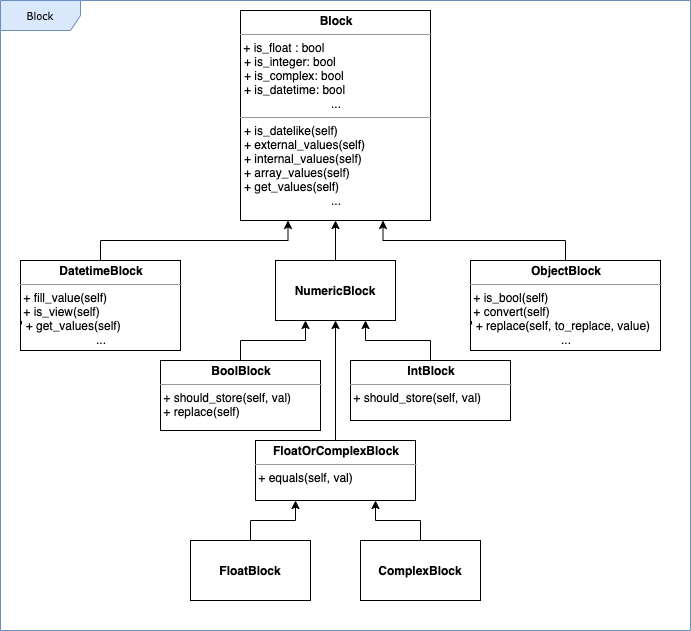 Block
Block
+ is_float : bool
+ is_integer: bool
+ is_complex: bool
+ is_datetime: bool
...
+ is_datelike(self)
+ external_values(self)
+ internal_values(self)
+ array_values(self)
+ get_values(self)
...
DatetimeBlock
+ fill_value(self)
+ is_view(self)
' + get_values(self)
...
NumericBlock
ObjectBlock
+ is_bool(self)
+ convert(self)
' + replace(self, to_replace, value)
...
BoolBlock
+ should_store(self, val)
+ replace(self)
IntBlock
+ should_store(self, val)
FloatOrComplexBlock
+ equals(self, val)
FloatBlock
ComplexBlock